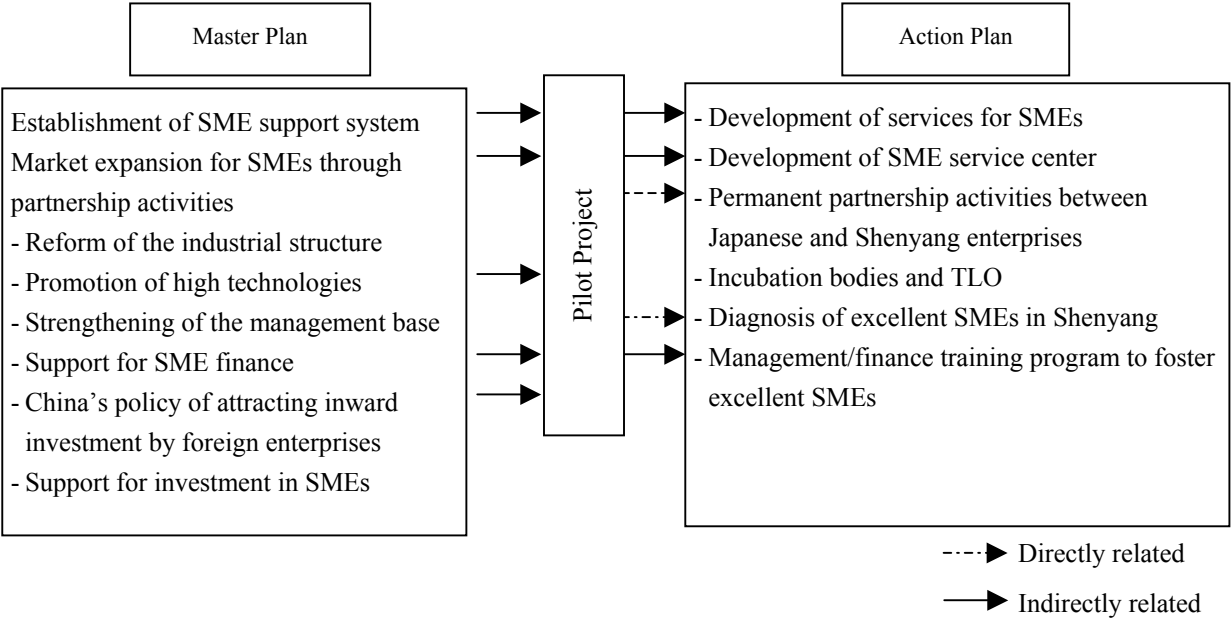 Master Plan
Establishment of SME support system
Market expansion for SMEs through
partnership activities
- Reform of the industrial structure
- Promotion of high technologies
- Strengthening of the management base
- Support for SME finance
- China’s policy of attracting inward
investment by foreign enterprises
- Support for investment in SMEs
Pilot Project
Action Plan
- Development of services for SMEs
- Development of SME service center
- Permanent partnership activities between
Japanese and Shenyang enterprises
- Incubation bodies and TLO
- Diagnosis of excellent SMEs in Shenyang
- Management/finance training program to foster
excellent SMEs
Directly related
Indirectly related